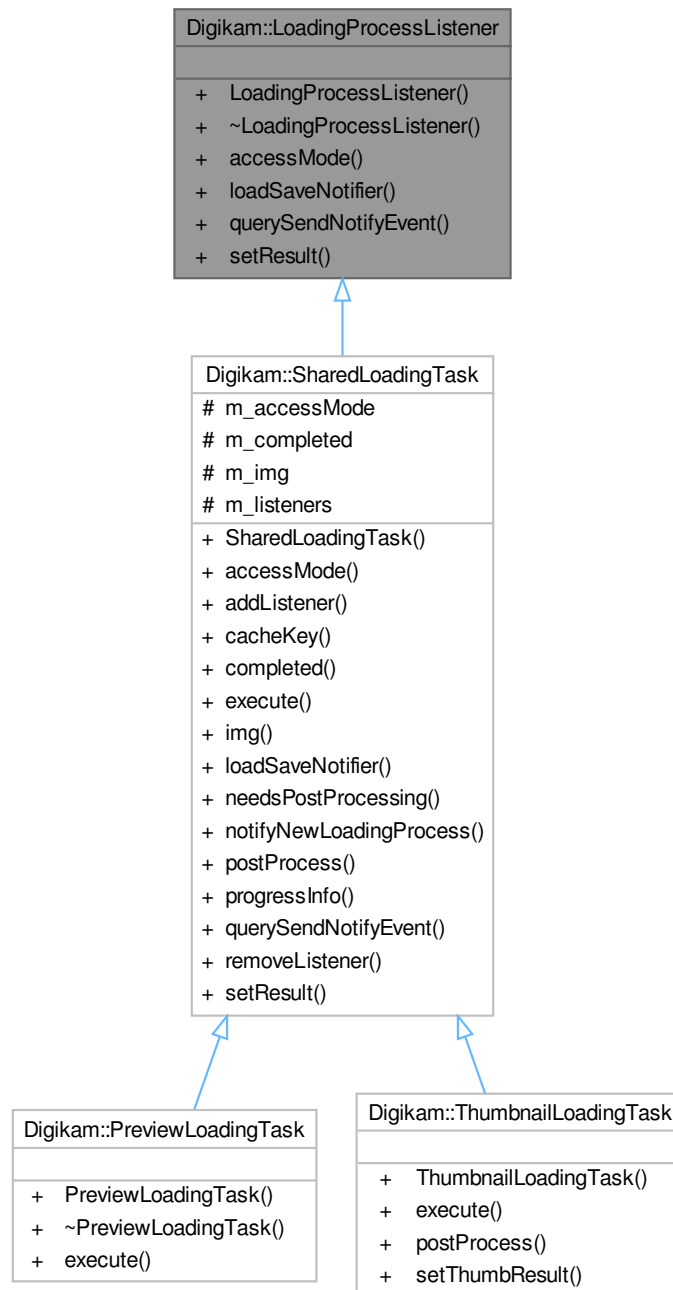 Digikam::LoadingProcessListener
+ LoadingProcessListener()
+ ~LoadingProcessListener()
+ accessMode()
+ loadSaveNotifier()
+ querySendNotifyEvent()
+ setResult()
Digikam::SharedLoadingTask
# m_accessMode
# m_completed
# m_img
# m_listeners
+ SharedLoadingTask()
+ accessMode()
+ addListener()
+ cacheKey()
+ completed()
+ execute()
+ img()
+ loadSaveNotifier()
+ needsPostProcessing()
+ notifyNewLoadingProcess()
+ postProcess()
+ progressInfo()
+ querySendNotifyEvent()
+ removeListener()
+ setResult()
Digikam::PreviewLoadingTask
+ PreviewLoadingTask()
+ ~PreviewLoadingTask()
+ execute()
Digikam::ThumbnailLoadingTask
+ ThumbnailLoadingTask()
+ execute()
+ postProcess()
+ setThumbResult()